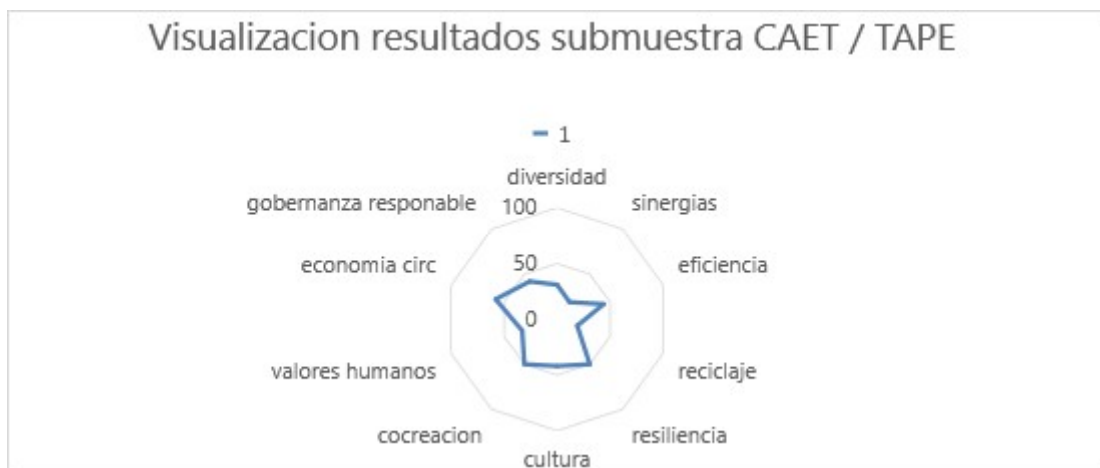 Visualizacion resultados submuestra CAET / TAPE
1
diversidad
gobernanza responable
100
sinergias
economia circ
50
eficiencia
0
valores humanos
reciclaje
cocreacion
resiliencia
cultura